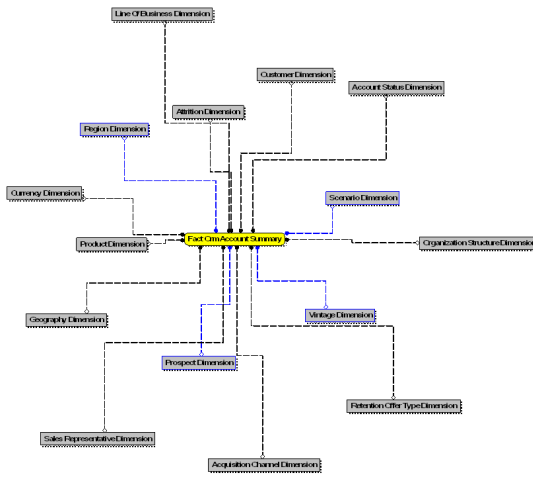 Line Of Business Dimension
Customer Dimension
Account Status Dimension
Attrition Dimension
Region Dimension
Currency Dimension
Scenario Dimension
Product Dimension
Fact Crm Account Summary
Organization Structure Dimension
Geography Dimension
Vintage Dimension
Prospect Dimension
Retention Offer Type Dimension
Sales Representative Dimension
Acquisition Channel Dimension